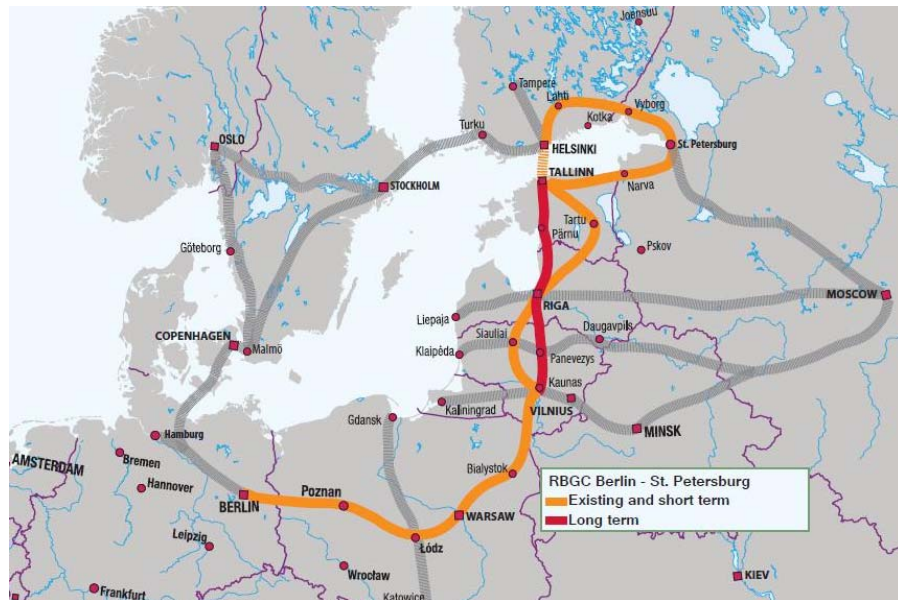 Joensuu
Tampere
Lahti
Vyborg
Kotka
Turku
OSLO
HELSINKI
St. Petersburg
TALLINN
STOCKHOLM
Narva
Tartu
Pärnu
Pskov
Göteborg
RIGA
MOSCOW
Liepaja
COPENHAGEN
Malmö
Siauliai
Daugavpils
Klaipėda
Panevezys
Kaunas
Kaliningrad
VILNIUS
Gdansk
MINSK
Hamburg
AMSTERDAM
Bremen
Hannover
Bialystok
BERLIN
Poznan
WARSAW
Łódz
Leipzig
Wrocław
Frankfurt
Katowice
KIEV
RBGC Berlin - St. Petersburg
Existing and short term
Long term